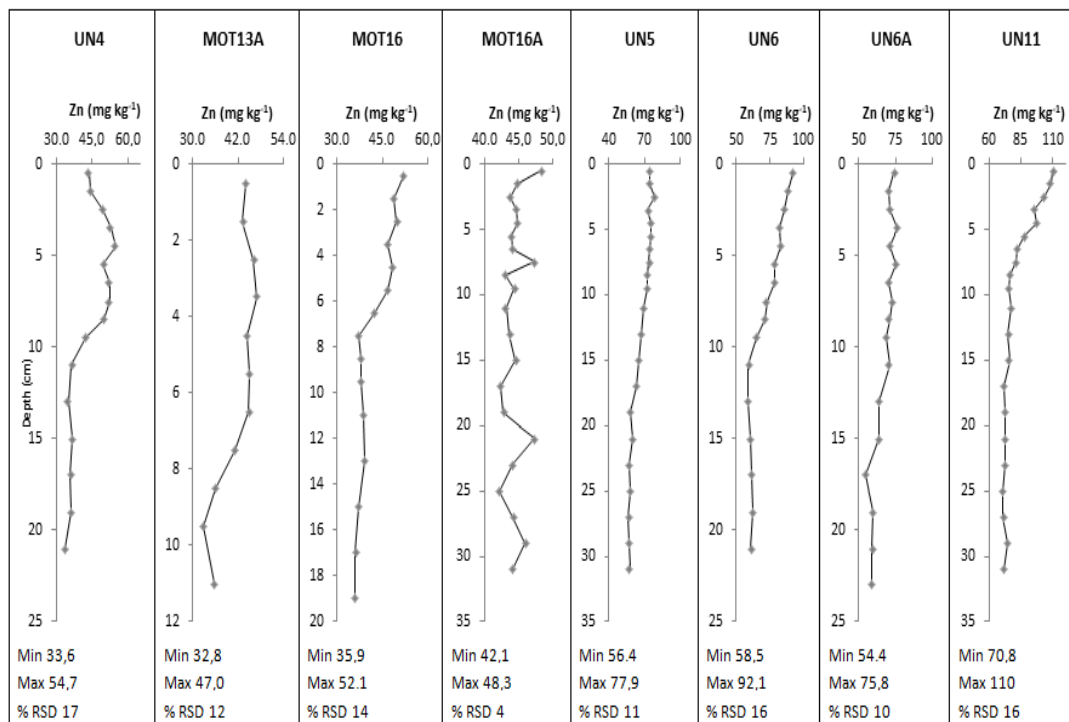 UN4 MOT13A MOT16 MOT16A UN5 UN6 UN6A UN11
Zn (mg kg⁻¹) Zn (mg kg⁻¹) Zn (mg kg⁻¹) Zn (mg kg⁻¹) Zn (mg kg⁻¹) Zn (mg kg⁻¹) Zn (mg kg⁻¹) Zn (mg kg⁻¹)
30.0 45,0 60,0 30.0 42.0 54.0 30.0 45,0 60,0 40.0 45,0 50,0 40 70 100 50 75 100 50 75 100 60 85 110
0 0 0 0 0 0 0 0
5 10 15 20 25
2 4 6 8 10 12
2 4 6 8 10 12 14 16 18 20
5 10 15 20 25 30 35
5 10 15 20 25 30 35
5 10 15 20 25
5 10 15 20 25
5 10 15 20 25 30 35
Depth (cm)
Min 33,6 Min 32,8 Min 35,9 Min 42,1 Min 56.4 Min 58,5 Min 54.4 Min 70,8
Max 54,7 Max 47,0 Max 52.1 Max 48,3 Max 77,9 Max 92,1 Max 75,8 Max 110
% RSD 17 % RSD 12 % RSD 14 % RSD 4 % RSD 11 % RSD 16 % RSD 10 % RSD 16